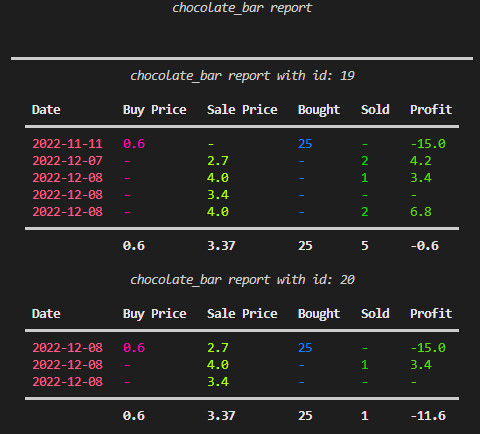 chocolate_bar report
chocolate_bar report with id: 19
Date Buy Price Sale Price Bought Sold Profit
2022-11-11 0.6 - 25 - -15.0
2022-12-07 - 2.7 - 2 4.2
2022-12-08 - 4.0 - 1 3.4
2022-12-08 - 3.4 - - -
2022-12-08 - 4.0 - 2 6.8
0.6 3.37 25 5 -0.6
chocolate_bar report with id: 20
Date Buy Price Sale Price Bought Sold Profit
2022-12-08 0.6 2.7 25 - -15.0
2022-12-08 - 4.0 - 1 3.4
2022-12-08 - 3.4 - - -
0.6 3.37 25 1 -11.6